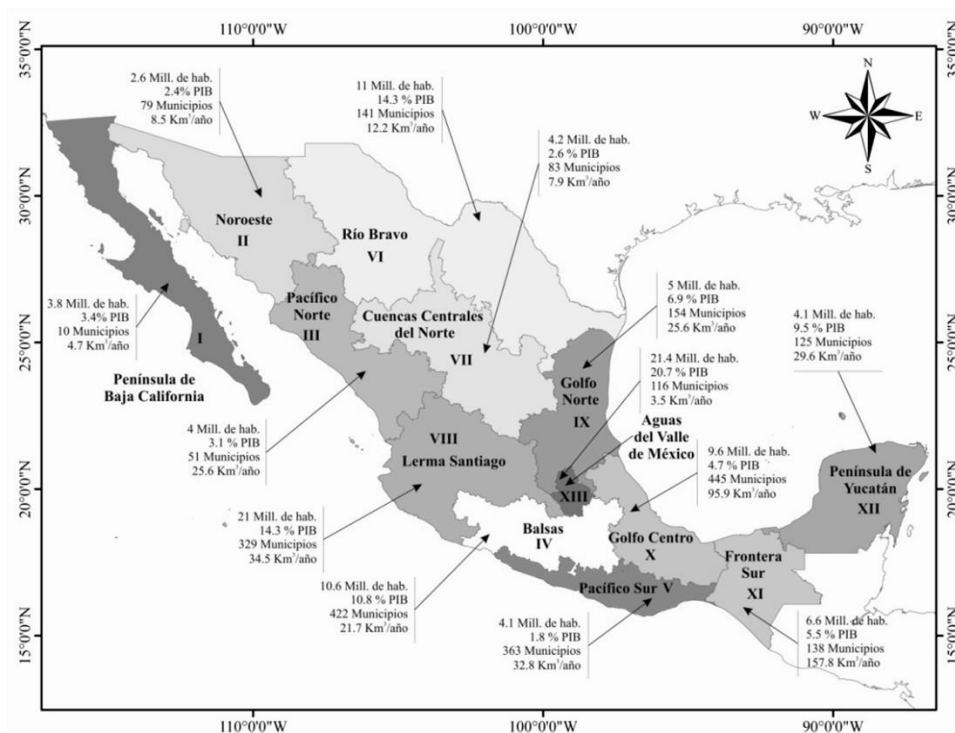 110°0'0"W
100°0'0"W
90°0'0"W
35°0'0"N
35°0'0"N
N
W
E
S
2.6 Mill. de hab.
2.4% PIB
79 Municipios
8.5 Km³/año
11 Mill. de hab.
14.3 % PIB
141 Municipios
12.2 Km³/año
4.2 Mill. de hab.
2.6 % PIB
83 Municipios
7.9 Km³/año
30°0'0"N
30°0'0"N
Noroeste
II
Río Bravo
VI
3.8 Mill. de hab.
3.4% PIB
10 Municipios
4.7 Km³/año
I
Península de
Baja California
Pacífico
Norte
III
Cuencas Centrales
del Norte
VII
5 Mill. de hab.
6.9 % PIB
154 Municipios
25.6 Km³/año
4.1 Mill. de hab.
9.5 % PIB
125 Municipios
29.6 Km³/año
25°0'0"N
25°0'0"N
21.4 Mill. de hab.
20.7 % PIB
116 Municipios
3.5 Km³/año
Golfo
Norte
IX
Aguas
del Valle
de México
4 Mill. de hab.
3.1 % PIB
51 Municipios
25.6 Km³/año
VIII
Lerma Santiago
XIII
9.6 Mill. de hab.
4.7 % PIB
445 Municipios
95.9 Km³/año
Península de
Yucatán
XII
20°0'0"N
20°0'0"N
21 Mill. de hab.
14.3 % PIB
329 Municipios
34.5 Km³/año
Balsas
IV
Golfo Centro
X
Frontera
Sur
XI
10.6 Mill. de hab.
10.8 % PIB
422 Municipios
21.7 Km³/año
Pacífico Sur V
4.1 Mill. de hab.
1.8 % PIB
363 Municipios
32.8 Km³/año
6.6 Mill. de hab.
5.5 % PIB
138 Municipios
157.8 Km³/año
15°0'0"N
15°0'0"N
110°0'0"W
100°0'0"W
90°0'0"W